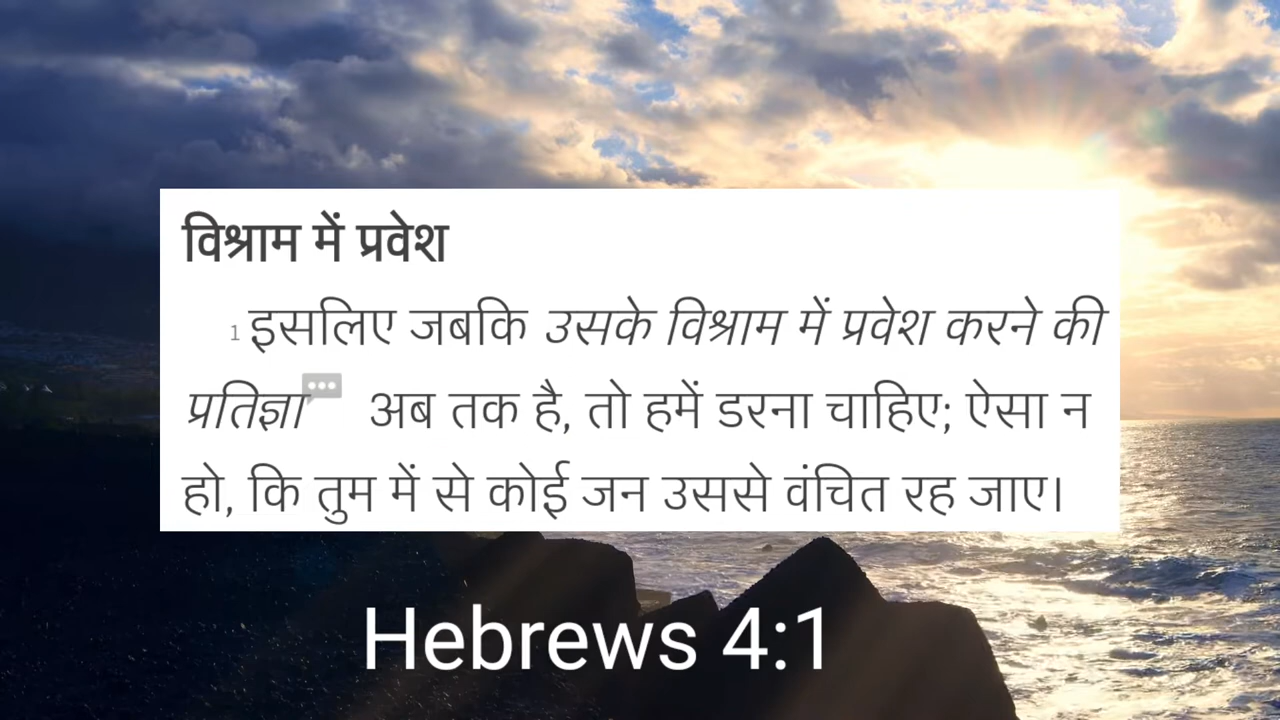 विश्राम में प्रवेश
1 इसलिए जबकि उसके विश्राम में प्रवेश करने की
प्रतिज्ञा अब तक है, तो हमें डरना चाहिए; ऐसा न
हो, कि तुम में से कोई जन उससे वंचित रह जाए।
Hebrews 4:1